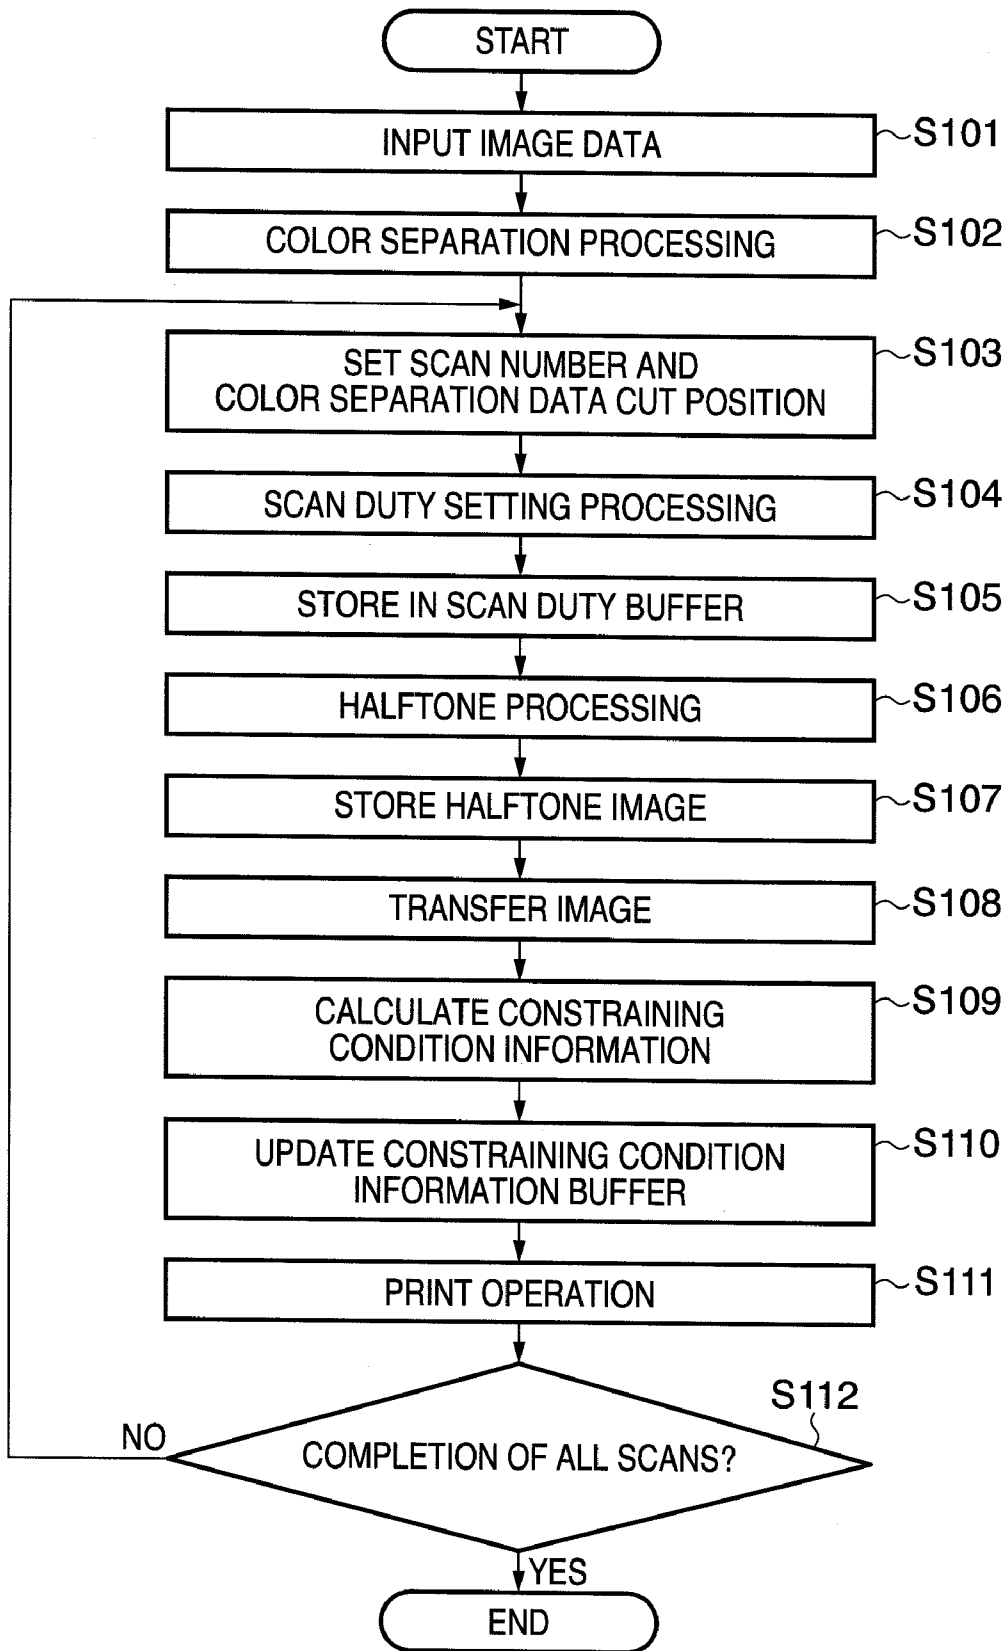 START
INPUT IMAGE DATA
S101
COLOR SEPARATION PROCESSING
S102
SET SCAN NUMBER AND
COLOR SEPARATION DATA CUT POSITION
S103
SCAN DUTY SETTING PROCESSING
S104
STORE IN SCAN DUTY BUFFER
S105
HALFTONE PROCESSING
S106
STORE HALFTONE IMAGE
S107
TRANSFER IMAGE
S108
CALCULATE CONSTRAINING
CONDITION INFORMATION
S109
UPDATE CONSTRAINING CONDITION
INFORMATION BUFFER
S110
PRINT OPERATION
S111
S112
NO
COMPLETION OF ALL SCANS?
YES
END